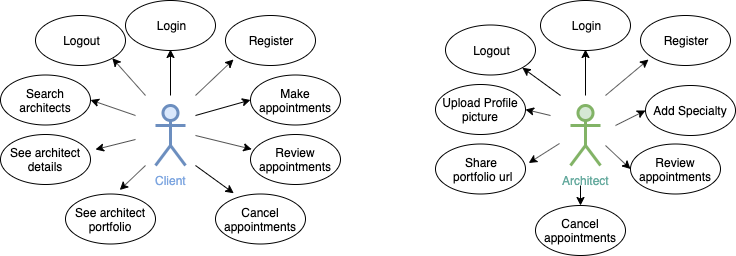 Login
Logout
Register
Search
architects
Make
appointments
See architect
details
Review
appointments
Client
See architect
portfolio
Cancel
appointments
Login
Logout
Register
Upload Profile
picture
Add Specialty
Share
portfolio url
Review
appointments
Architect
Cancel
appointments